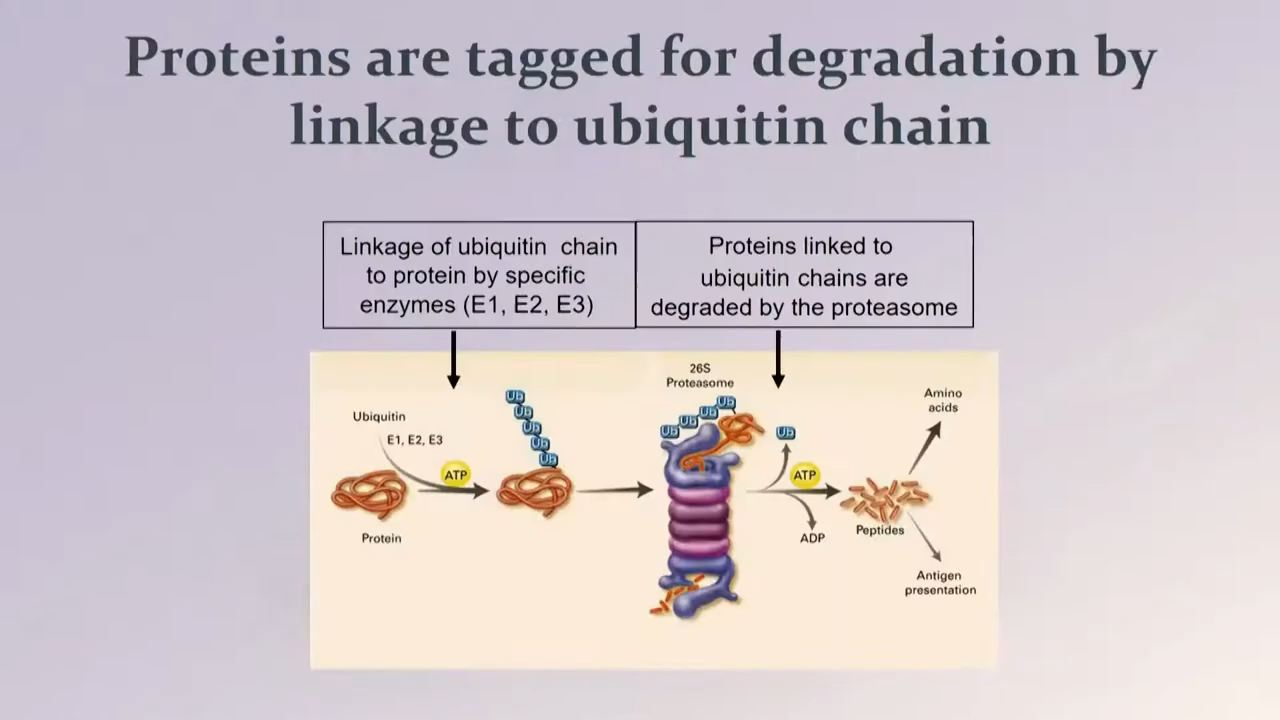 Proteins are tagged for degradation by
linkage to ubiquitin chain
Linkage of ubiquitin chain
to protein by specific
enzymes (E1, E2, E3)
Proteins linked to
ubiquitin chains are
degraded by the proteasome
Ubiquitin
E1, E2, E3
ATP
Protein
Ub
Ub
Ub
Ub
Ub
26S
Proteasome
Ub
Ub
Ub
Ub
Ub
ATP
ADP
Peptides
Amino
acids
Antigen
presentation